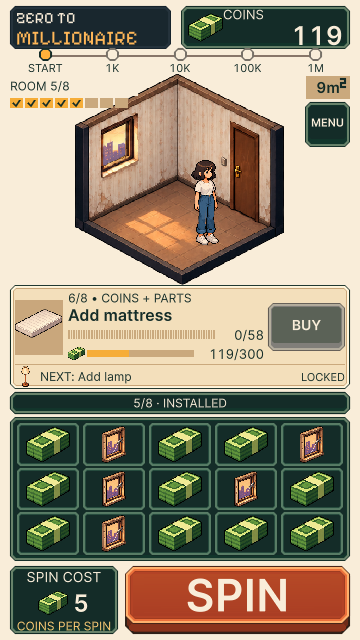 ZERO TO
MILLIONAIRE
COINS
119
START
1K
10K
100K
1M
ROOM 5/8
9m²
MENU
6/8 • COINS + PARTS
Add mattress
0/58
119/300
BUY
NEXT: Add lamp
LOCKED
5/8 · INSTALLED
SPIN COST
5
COINS PER SPIN
SPIN